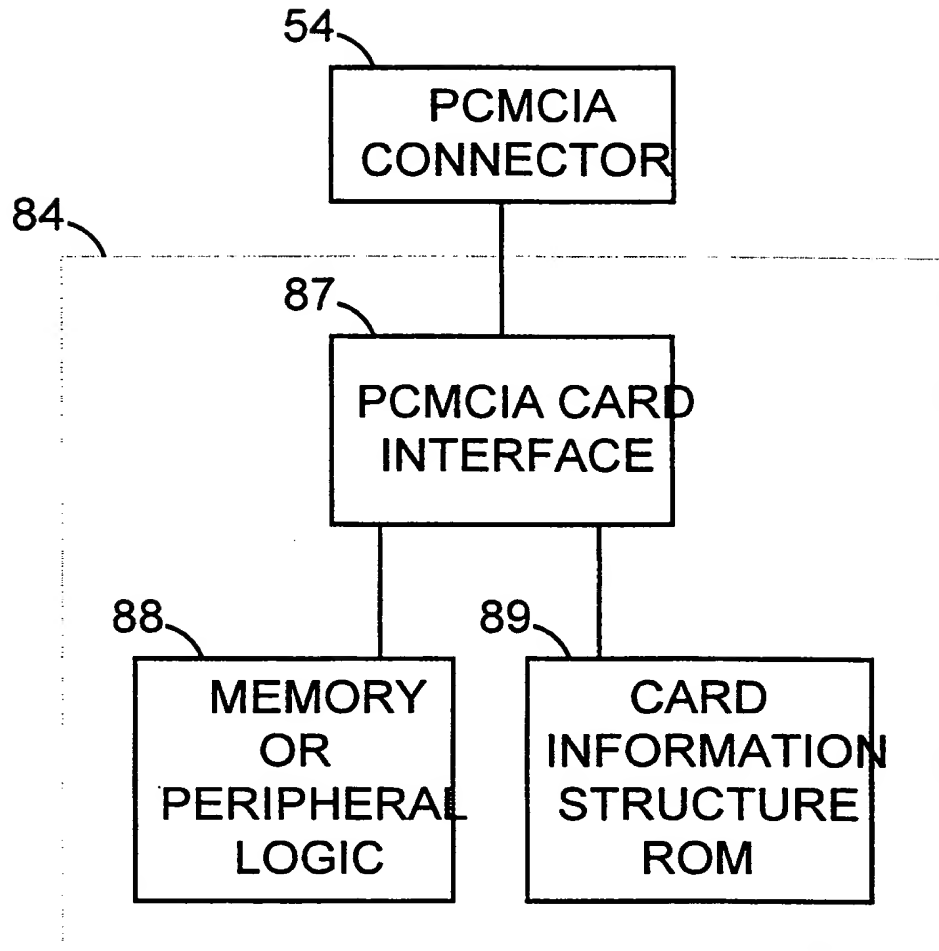 54
PCMCIA
CONNECTOR
84
87
PCMCIA CARD
INTERFACE
88
MEMORY
OR
PERIPHERAL
LOGIC
89
CARD
INFORMATION
STRUCTURE
ROM